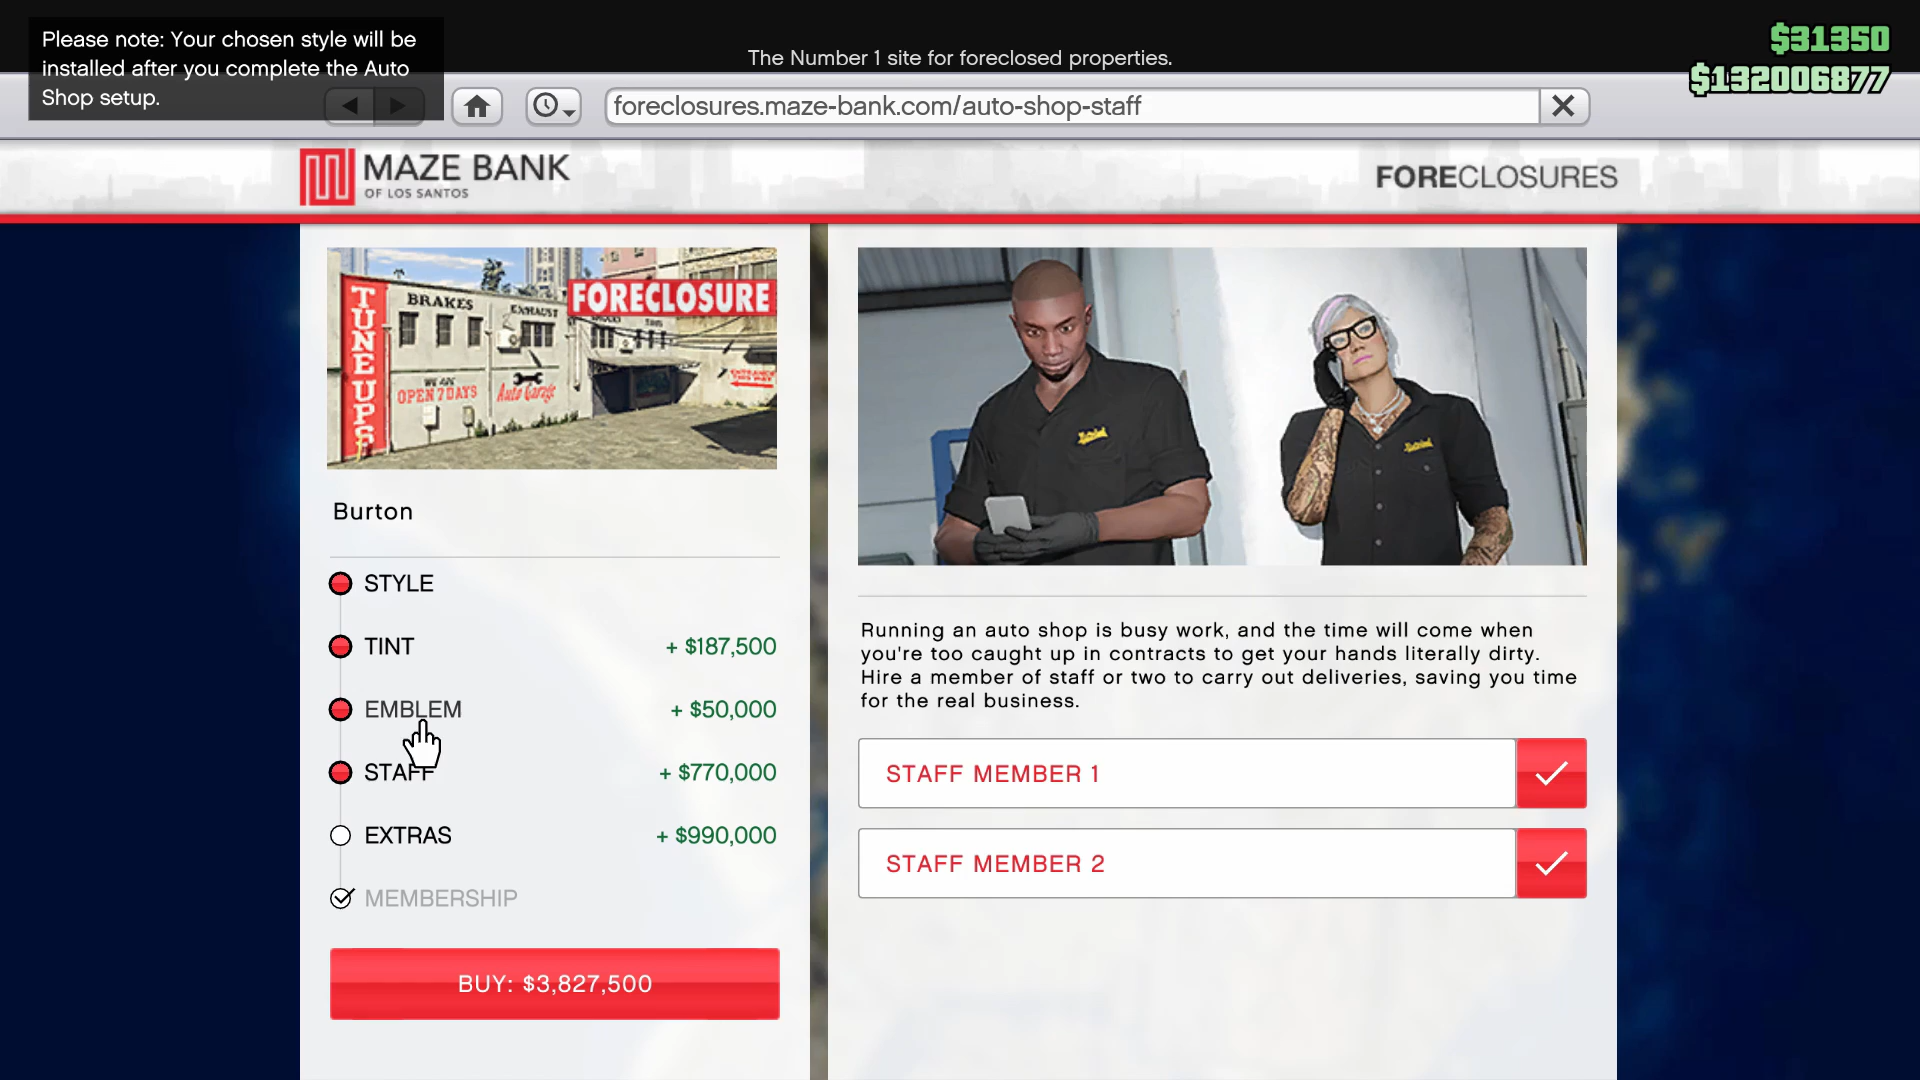 Please note: Your chosen style will be
installed after you complete the Auto
Shop setup.
The Number 1 site for foreclosed properties.
$31350
$132006877
foreclosures.maze-bank.com/auto-shop-staff
MAZE BANK
OF LOS SANTOS
FORECLOSURES
TUNEUPS
BRAKES
EXHAUST
FORECLOSURE
OPEN 7 DAYS
Auto Garage
ENTRANCE
THIS WAY
Burton
STYLE
TINT + $187,500
EMBLEM + $50,000
STAFF + $770,000
EXTRAS + $990,000
MEMBERSHIP
BUY: $3,827,500
Running an auto shop is busy work, and the time will come when
you're too caught up in contracts to get your hands literally dirty.
Hire a member of staff or two to carry out deliveries, saving you time
for the real business.
STAFF MEMBER 1
STAFF MEMBER 2